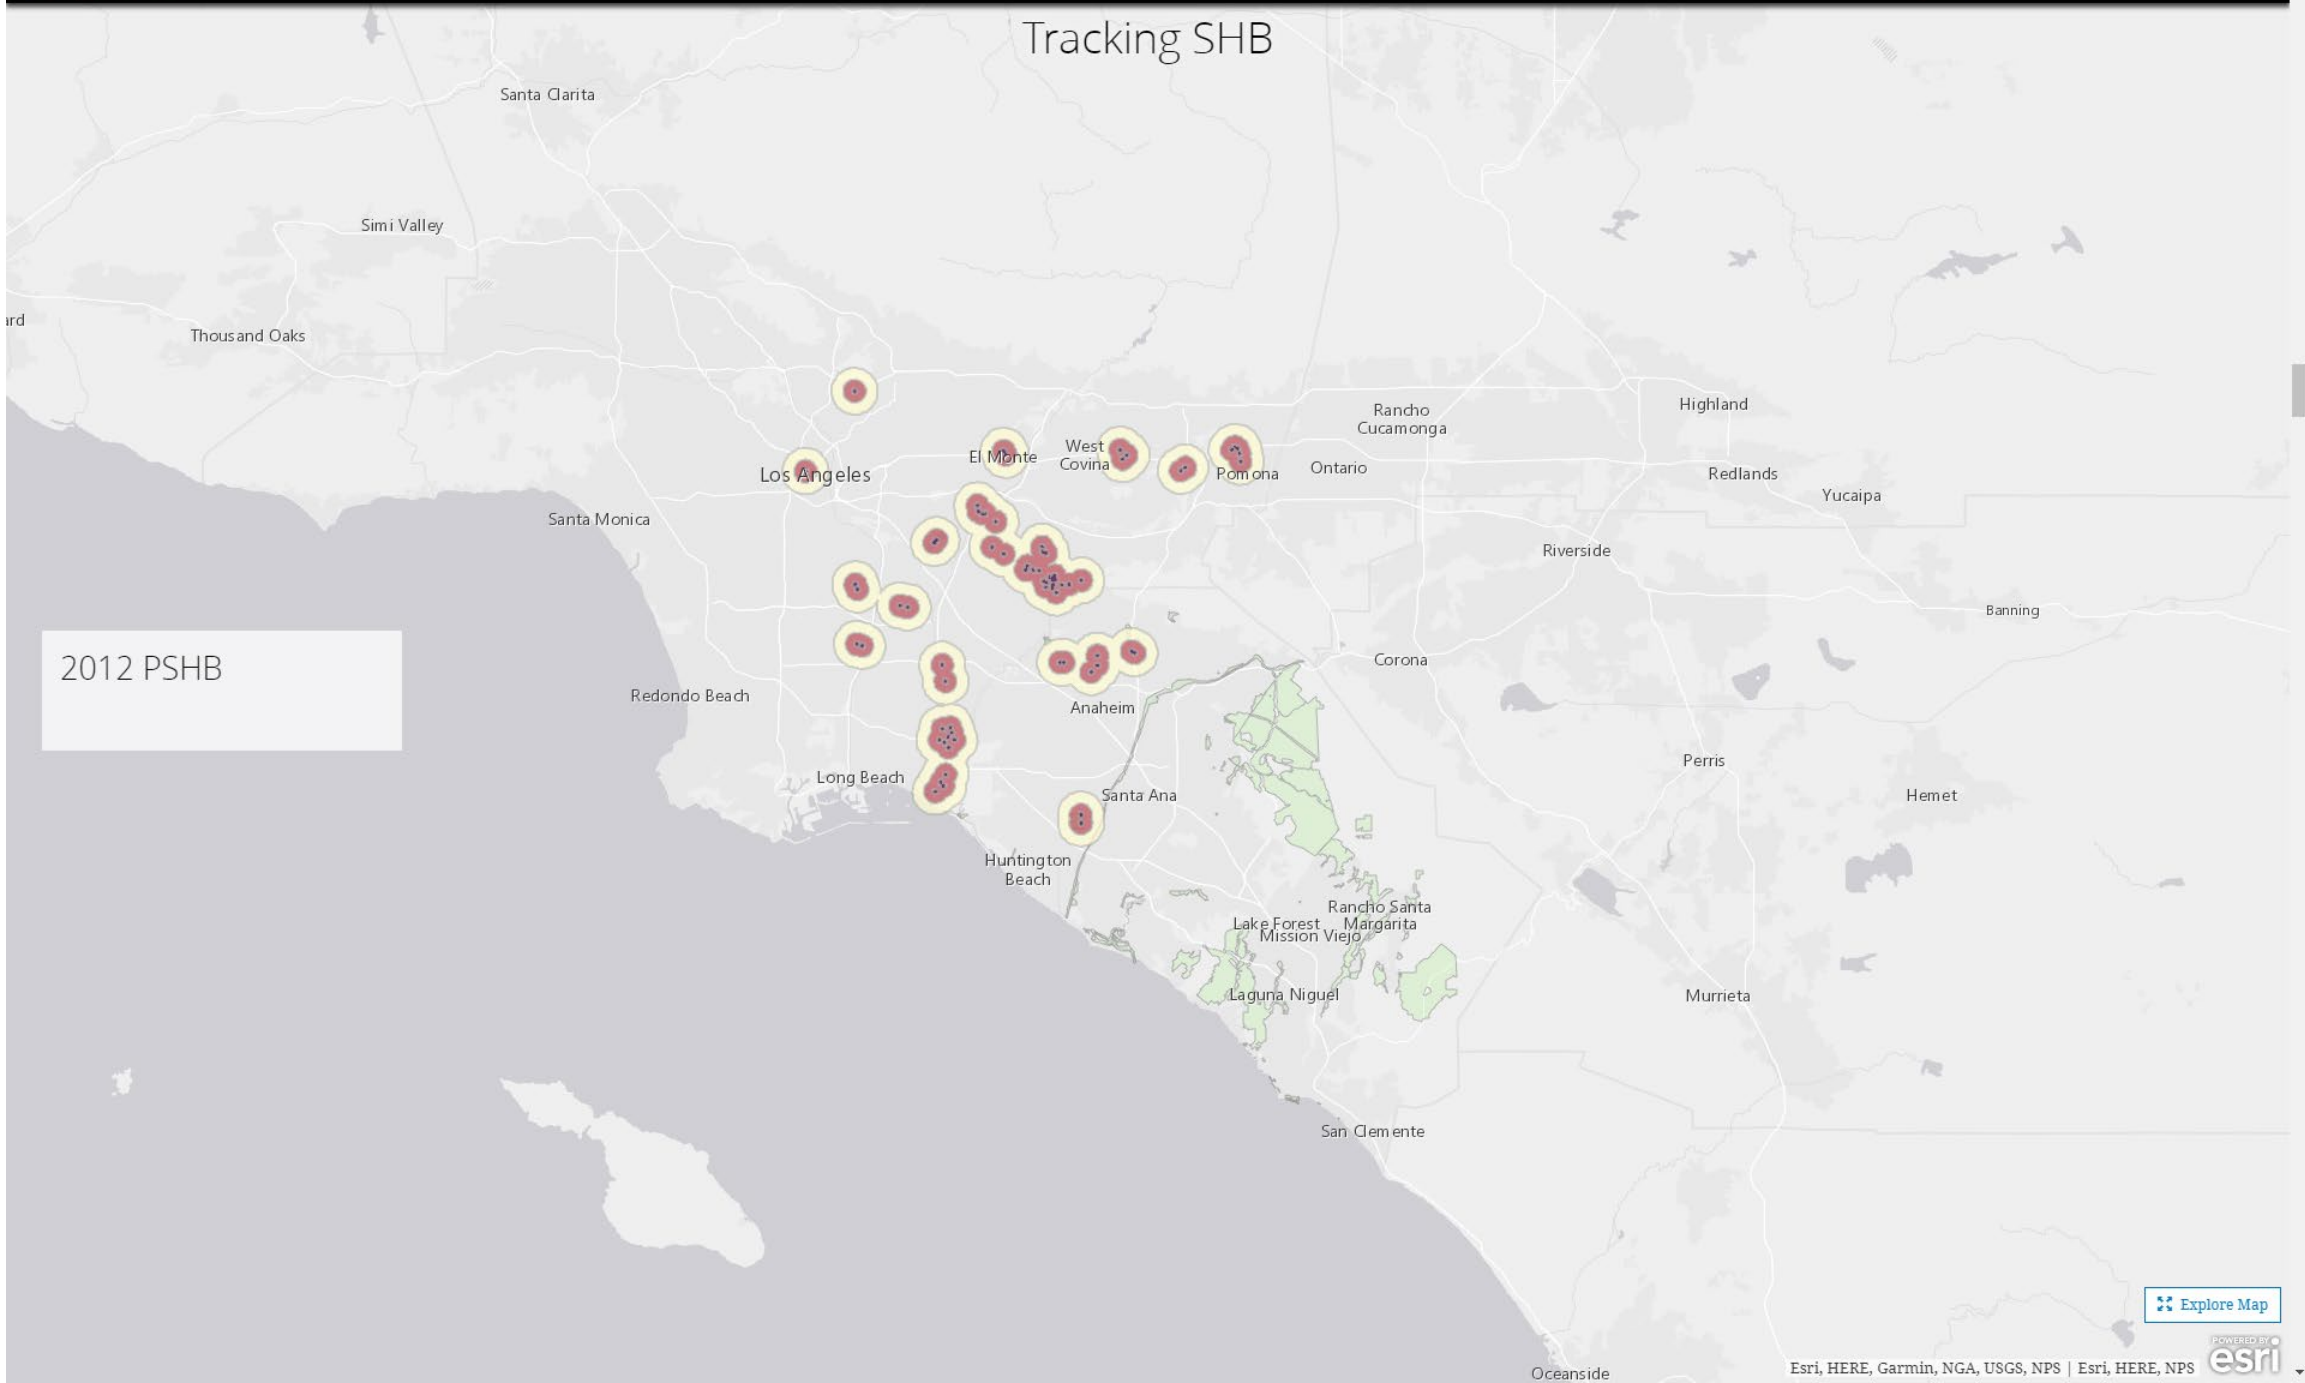 Tracking SHB
Santa Clarita
Simi Valley
ard
Thousand Oaks
Rancho
Cucamonga
Highland
West
Covina
El Monte
Los Angeles
Pomona
Ontario
Redlands
Yucaipa
Santa Monica
Riverside
Banning
2012 PSHB
Corona
Redondo Beach
Anaheim
Perris
Long Beach
Santa Ana
Hemet
Huntington
Beach
Rancho Santa
Margarita
Lake Forest
Mission Viejo
Laguna Niguel
Murrieta
San Clemente
Explore Map
POWERED BY
esri
Esri, HERE, Garmin, NGA, USGS, NPS | Esri, HERE, NPS
Oceanside